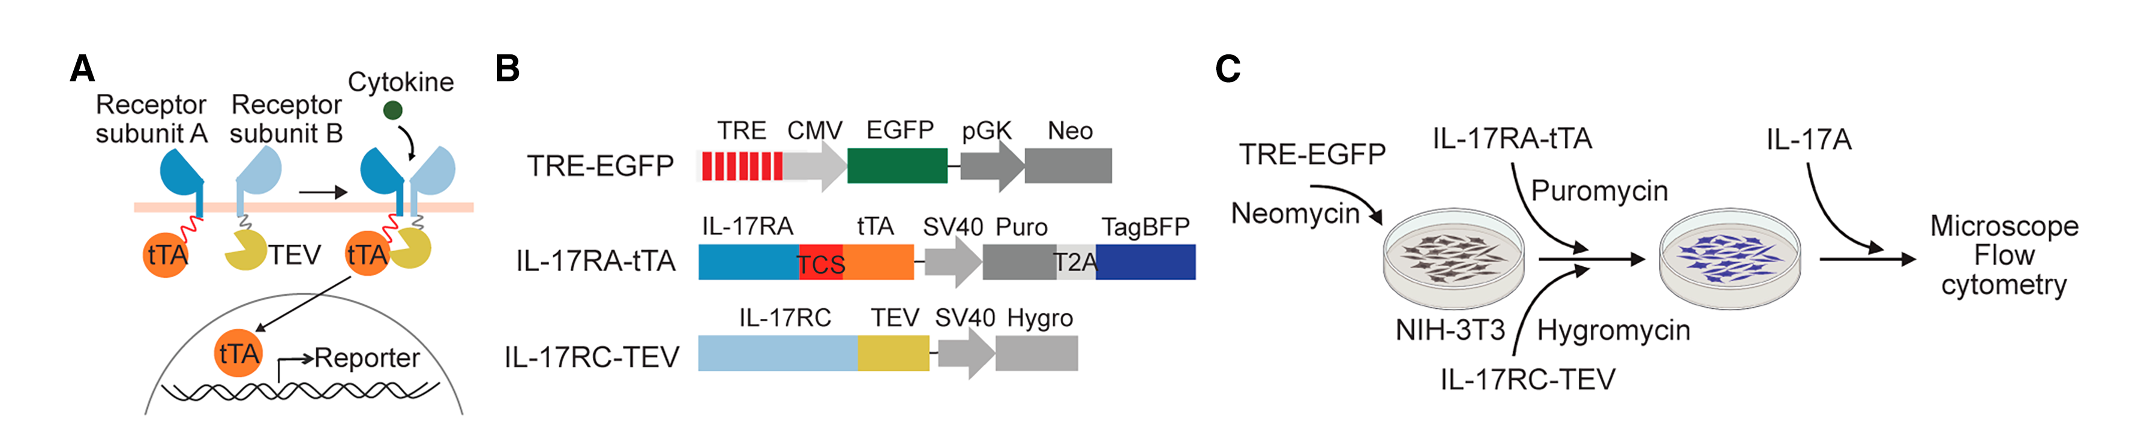 A
Receptor subunit A
Receptor subunit B
Cytokine
tTA
TEV
tTA
tTA
Reporter
B
TRE CMV EGFP pGK Neo
TRE-EGFP
IL-17RA tTA SV40 Puro TagBFP
IL-17RA-tTA
TCS
T2A
IL-17RC TEV SV40 Hygro
IL-17RC-TEV
C
TRE-EGFP
Neomycin
IL-17RA-tTA
Puromycin
NIH-3T3
Hygromycin
IL-17RC-TEV
IL-17A
Microscope
Flow
cytometry